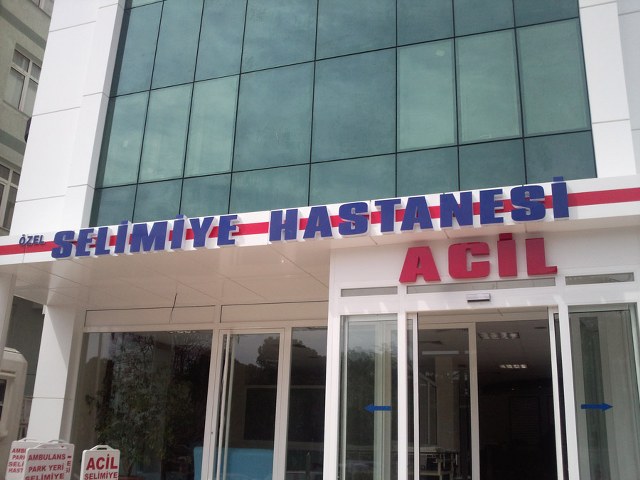 ÖZEL SELİMİYE HASTANESİ
ACİL
AMBULANS
PARK YERİ
SELİMİYE
ACİL
SELİMİYE